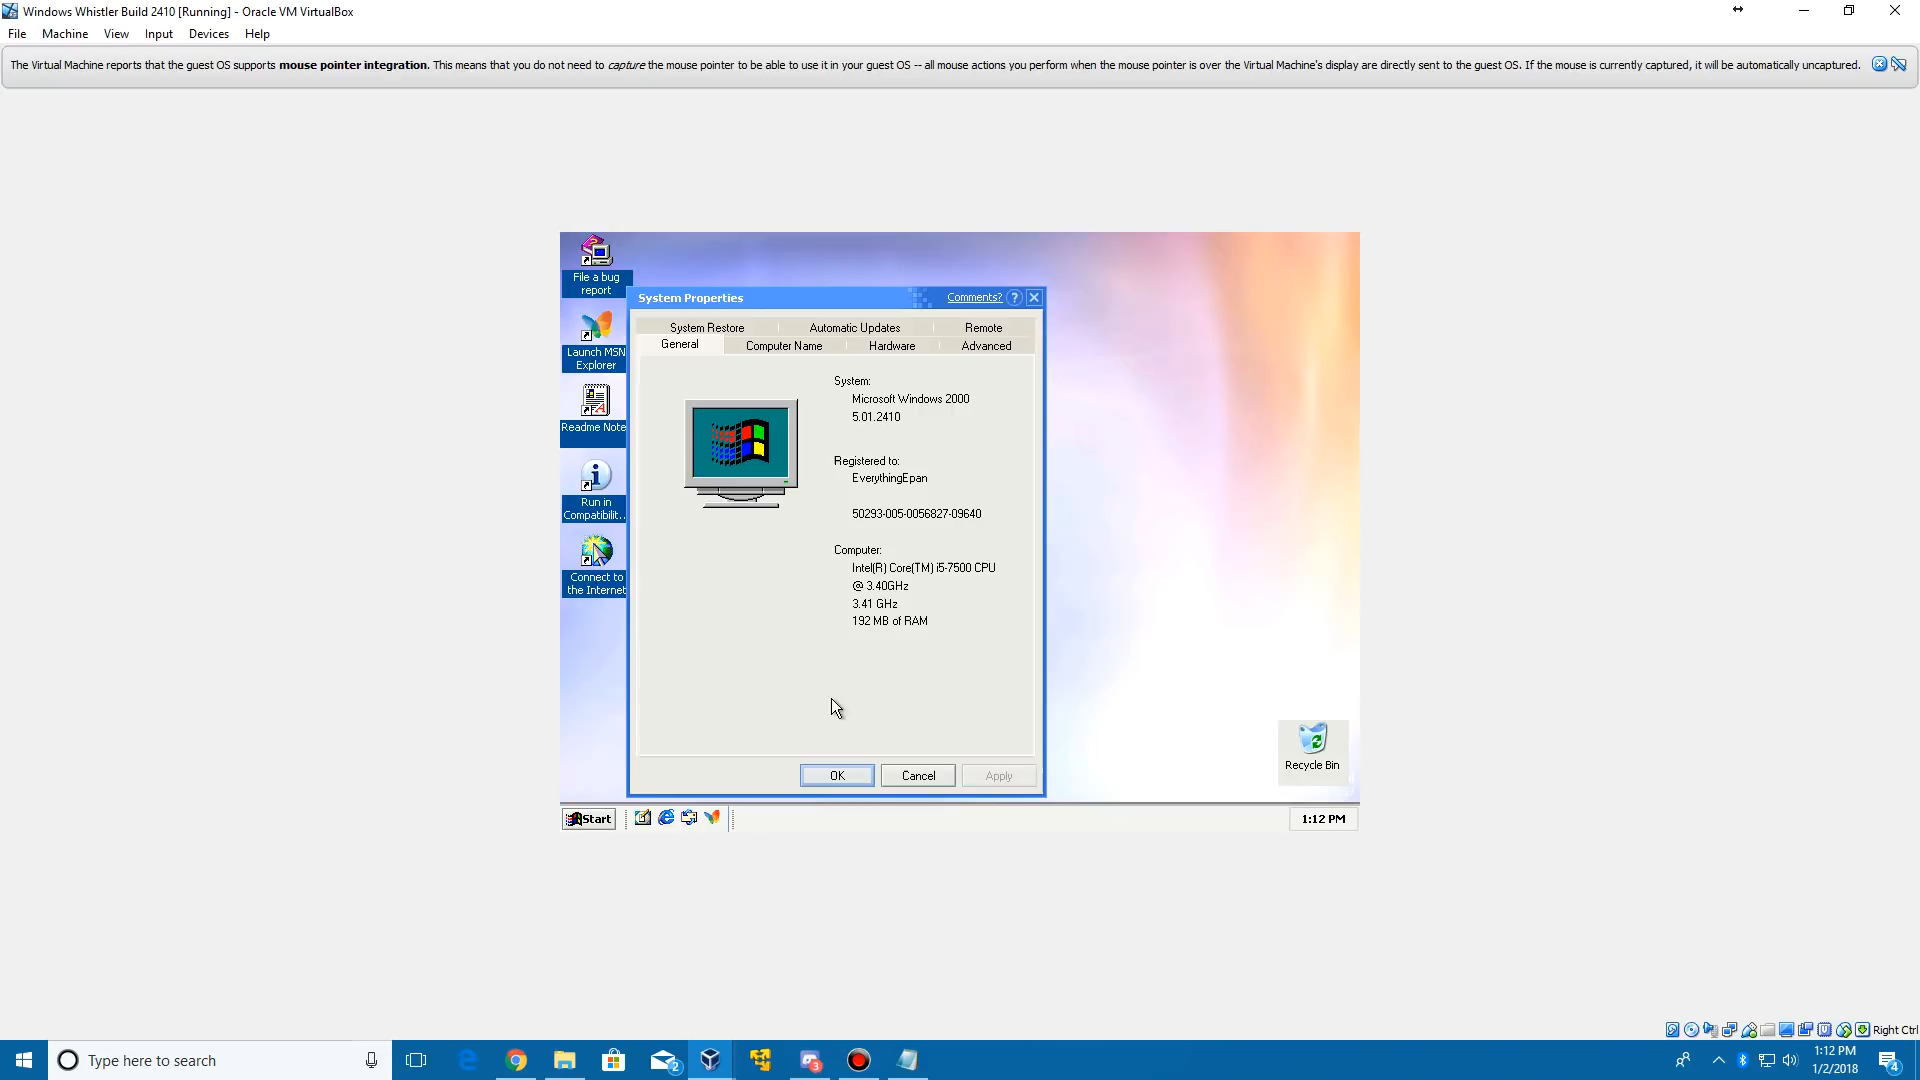 Windows Whistler Build 2410 [Running] - Oracle VM VirtualBox
File Machine View Input Devices Help
The Virtual Machine reports that the guest OS supports mouse pointer integration. This means that you do not need to capture the mouse pointer to be able to use it in your guest OS -- all mouse actions you perform when the mouse pointer is over the Virtual Machine's display are directly sent to the guest OS. If the mouse is currently captured, it will be automatically uncaptured.
File a bug
report
Launch MSN
Explorer
Readme Note
Run in
Compatibilit...
Connect to
the Internet
System Properties
Comments?
System Restore Automatic Updates Remote
General Computer Name Hardware Advanced
System:
Microsoft Windows 2000
5.01.2410
Registered to:
EverythingEpan
50293-005-0056827-09640
Computer:
Intel(R) Core(TM) i5-7500 CPU
@ 3.40GHz
3.41 GHz
192 MB of RAM
OK Cancel Apply
Recycle Bin
Start
1:12 PM
Right Ctrl
Type here to search
2
3
1:12 PM
1/2/2018
4